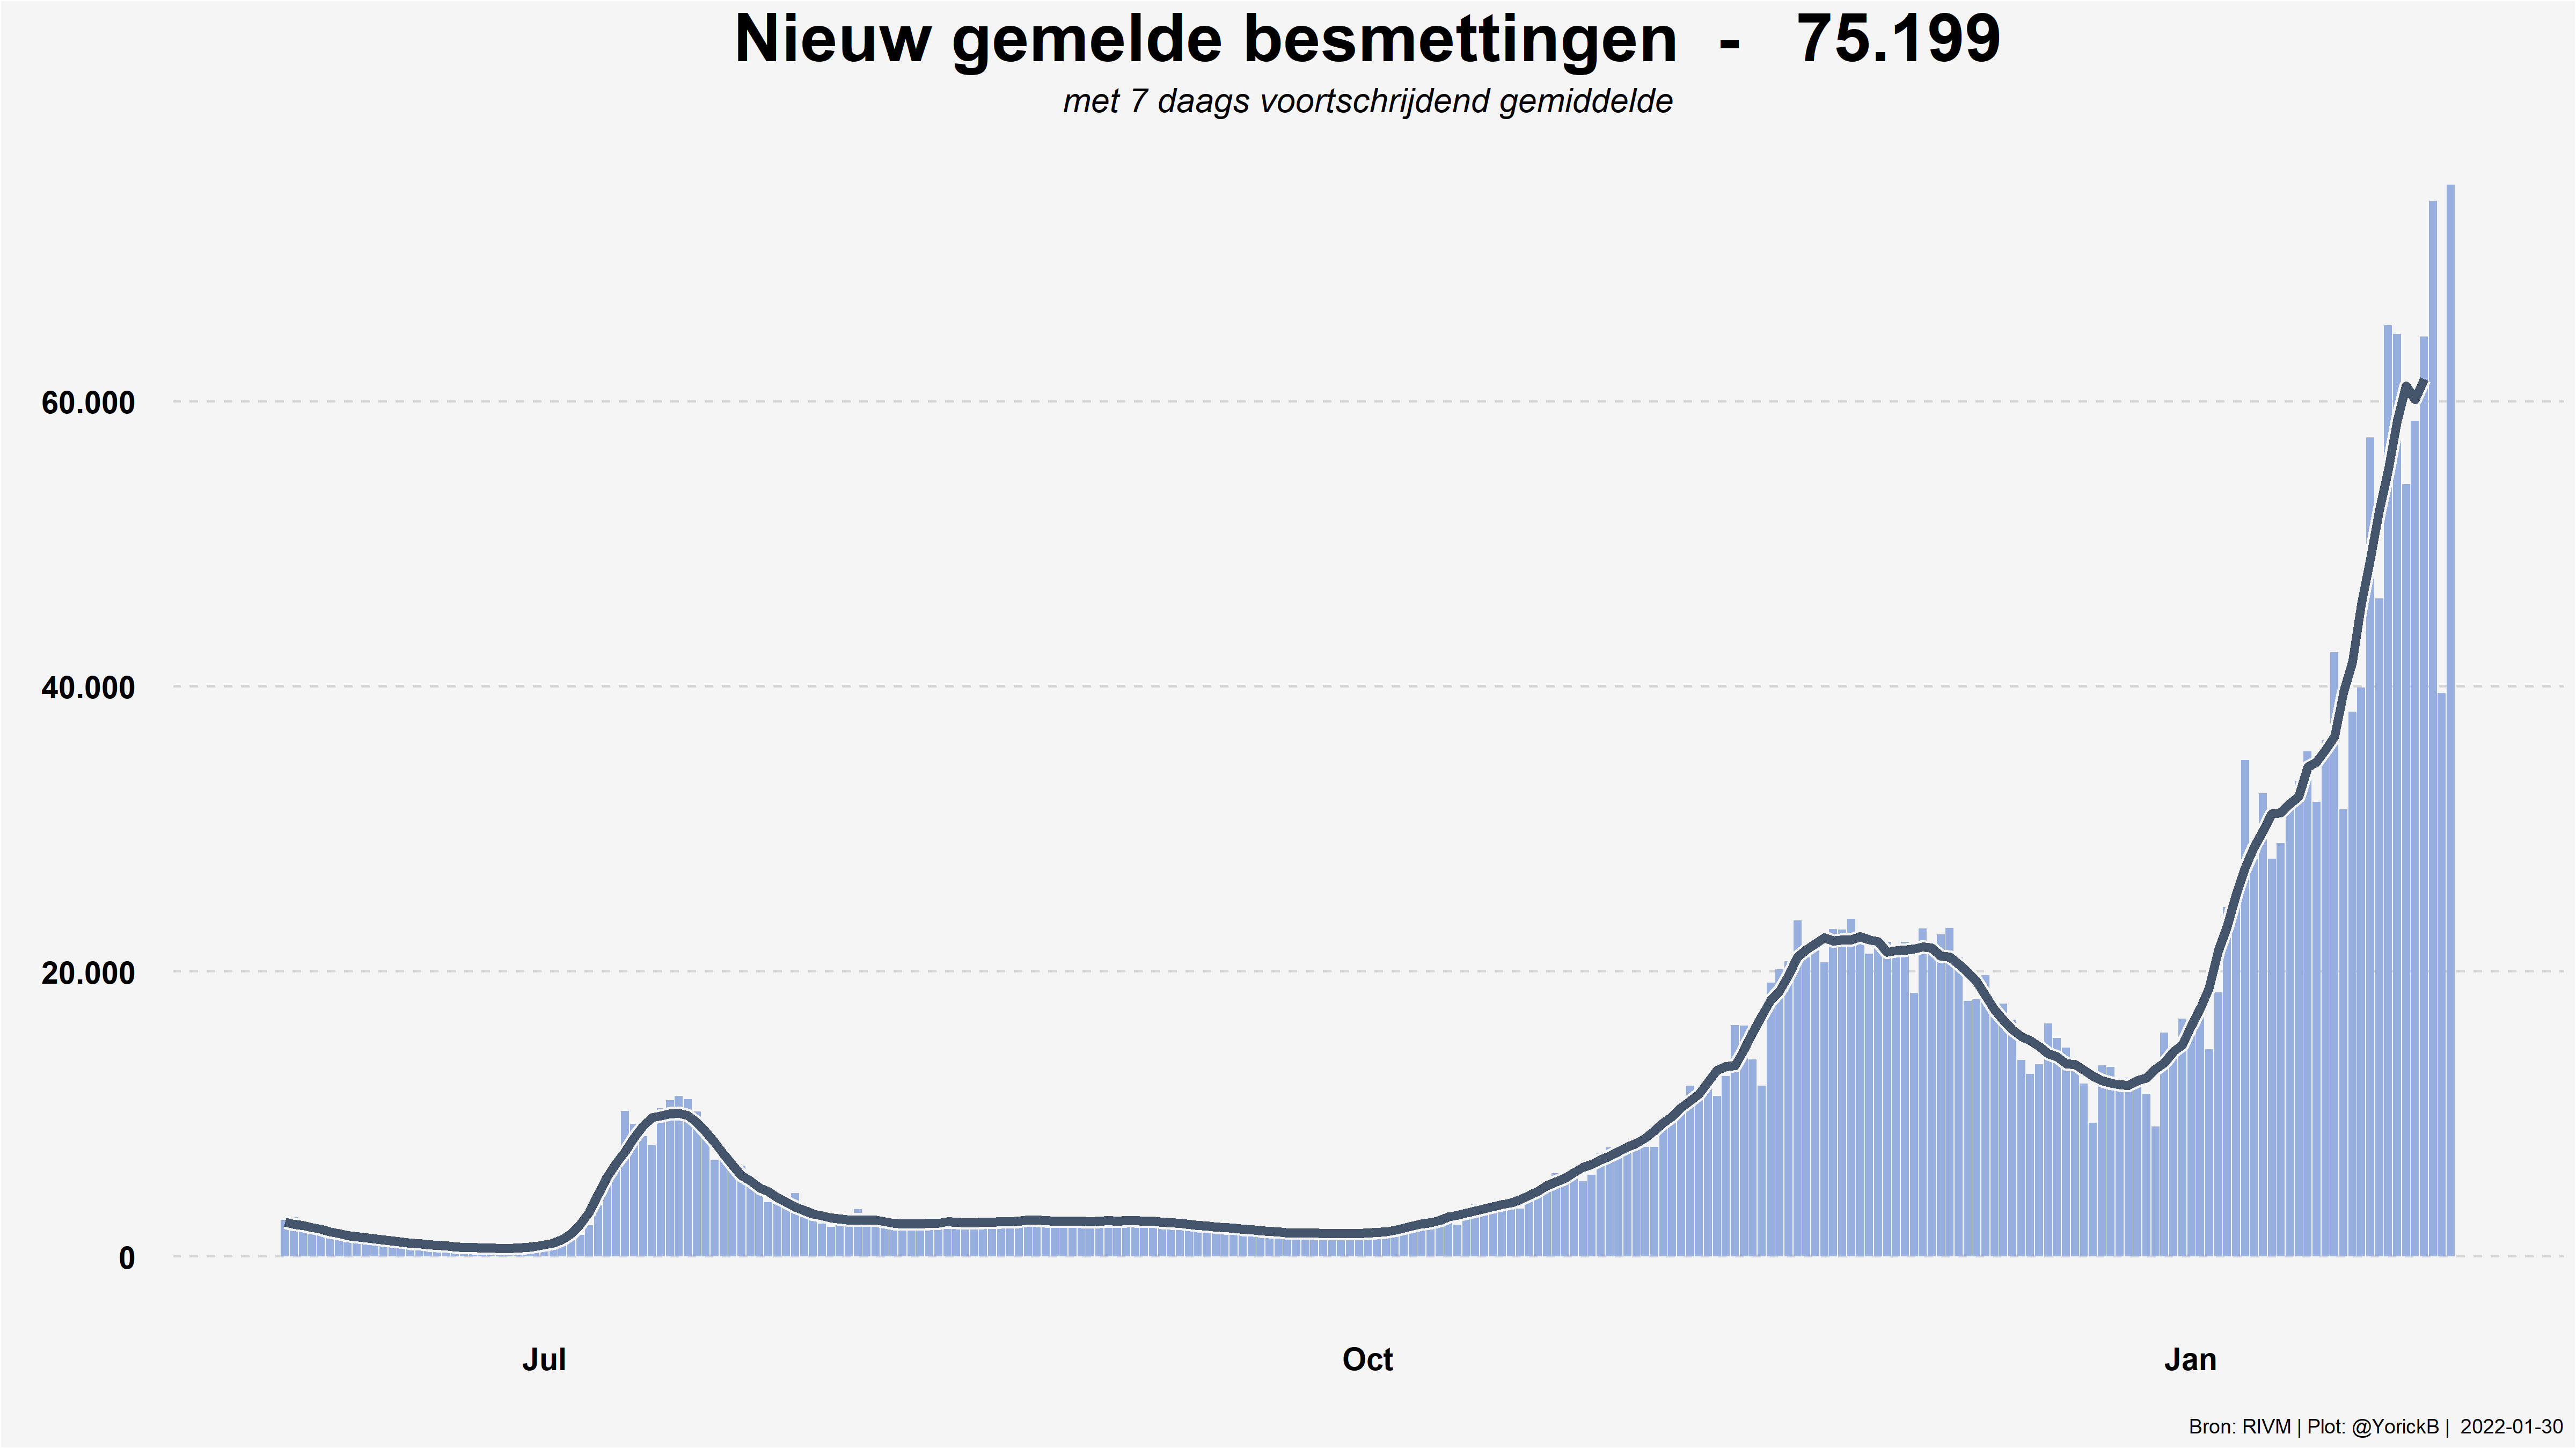 Nieuw gemelde besmettingen - 75.199
met 7 daags voortschrijdend gemiddelde
60.000
40.000
20.000
0
Jul Oct Jan
Bron: RIVM | Plot: @YorickB | 2022-01-30